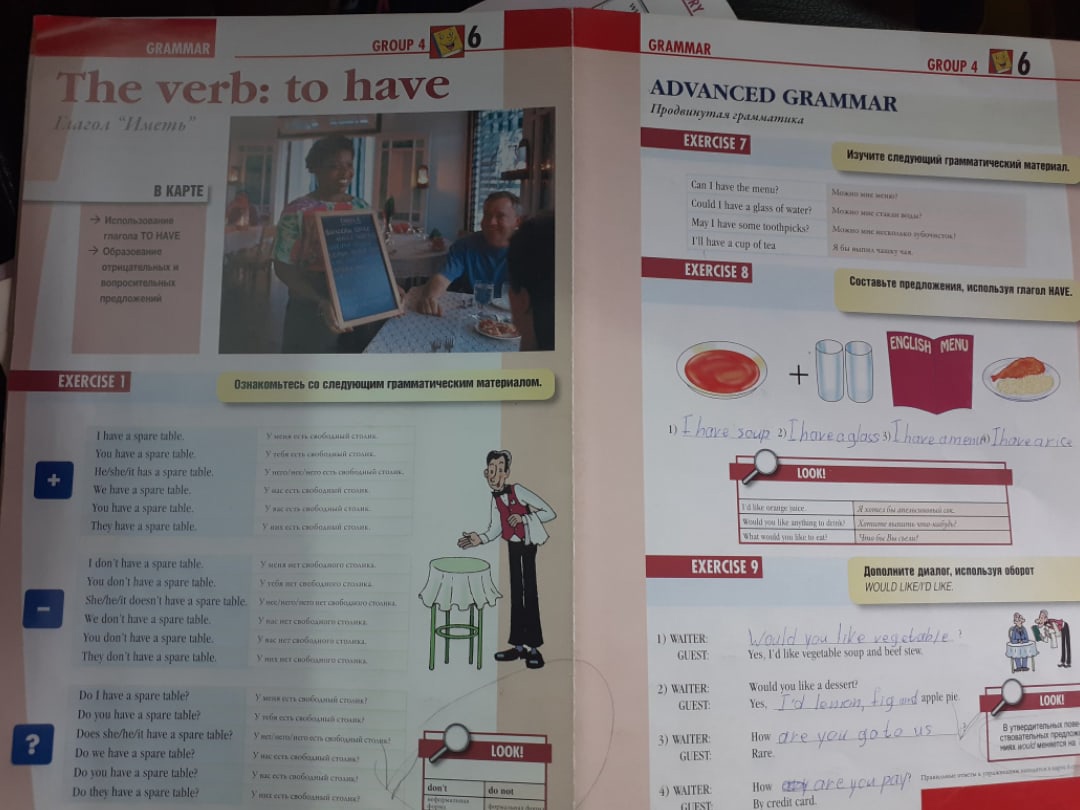 GRAMMAR
GROUP 4 6
The verb: to have
Глагол "Иметь"
В КАРТЕ
→ Использование
глагола TO HAVE
→ Образование
отрицательных и
вопросительных
предложений
EXERCISE 1
Ознакомьтесь со следующим грамматическим материалом.
+
I have a spare table. У меня есть свободный столик.
You have a spare table. У тебя есть свободный столик.
He/she/it has a spare table. У него/нее/него есть свободный столик.
We have a spare table. У нас есть свободный столик.
You have a spare table. У вас есть свободный столик.
They have a spare table. У них есть свободный столик.
–
I don't have a spare table. У меня нет свободного столика.
You don't have a spare table. У тебя нет свободного столика.
She/he/it doesn't have a spare table. У нее/него/него нет свободного столика.
We don't have a spare table. У нас нет свободного столика.
You don't have a spare table. У вас нет свободного столика.
They don't have a spare table. У них нет свободного столика.
?
Do I have a spare table? У меня есть свободный столик?
Do you have a spare table? У тебя есть свободный столик?
Does she/he/it have a spare table? У нее/него/него есть свободный столик?
Do we have a spare table? У нас есть свободный столик?
Do you have a spare table? У вас есть свободный столик?
Do they have a spare table? У них есть свободный столик?
LOOK!
don't do not
неформальная формальная
форма
GRAMMAR
GROUP 4 6
ADVANCED GRAMMAR
Продвинутая грамматика
EXERCISE 7
Изучите следующий грамматический материал.
Can I have the menu? Можно мне меню?
Could I have a glass of water? Можно мне стакан воды?
May I have some toothpicks? Можно мне несколько зубочисток?
I'll have a cup of tea Я бы выпил чашку чая.
EXERCISE 8
Составьте предложения, используя глагол HAVE.
+
ENGLISH MENU
1) I have soup 2) I have a glass 3) I have a menu 4) I have a rice
LOOK!
I'd like orange juice. Я хотел бы апельсиновый сок.
Would you like anything to drink? Хотите выпить что-нибудь?
What would you like to eat? Что бы Вы съели?
EXERCISE 9
Дополните диалог, используя оборот
WOULD LIKE/I'D LIKE.
1) WAITER: Would you like vegetable ?
GUEST: Yes, I'd like vegetable soup and beef stew.
2) WAITER: Would you like a dessert?
GUEST: Yes, I'd lemon, fig and apple pie.
3) WAITER: How are you go to us ?
GUEST: Rare.
4) WAITER: How are you pay?
GUEST: By credit card.
LOOK!
В утвердительных
would меняется на